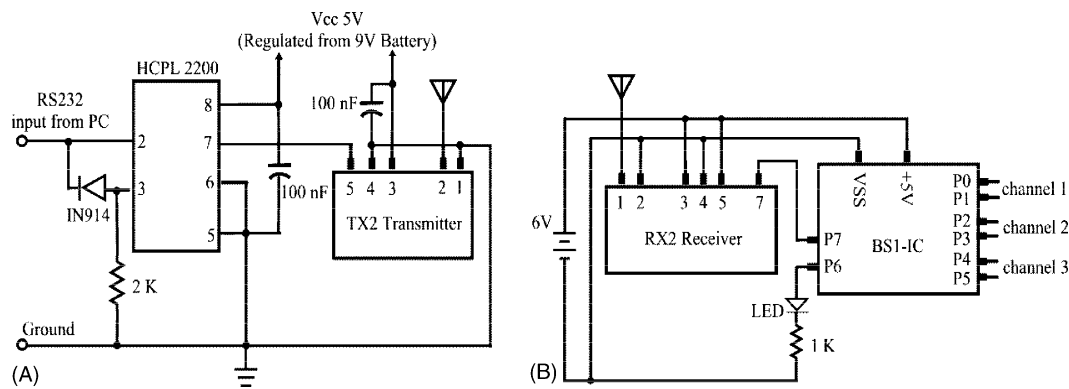 Vcc 5V
(Regulated from 9V Battery)
HCPL 2200
RS232
input from PC
8
2
7
3
6
5
IN914
100 nF
100 nF
2 K
Ground
5 4 3 2 1
TX2 Transmitter
(A)
6V
1 2 3 4 5 7
RX2 Receiver
VSS
+5V
P0
P1
channel 1
P2
P3
channel 2
P4
P5
channel 3
P7
P6
BS1-IC
LED
1 K
(B)